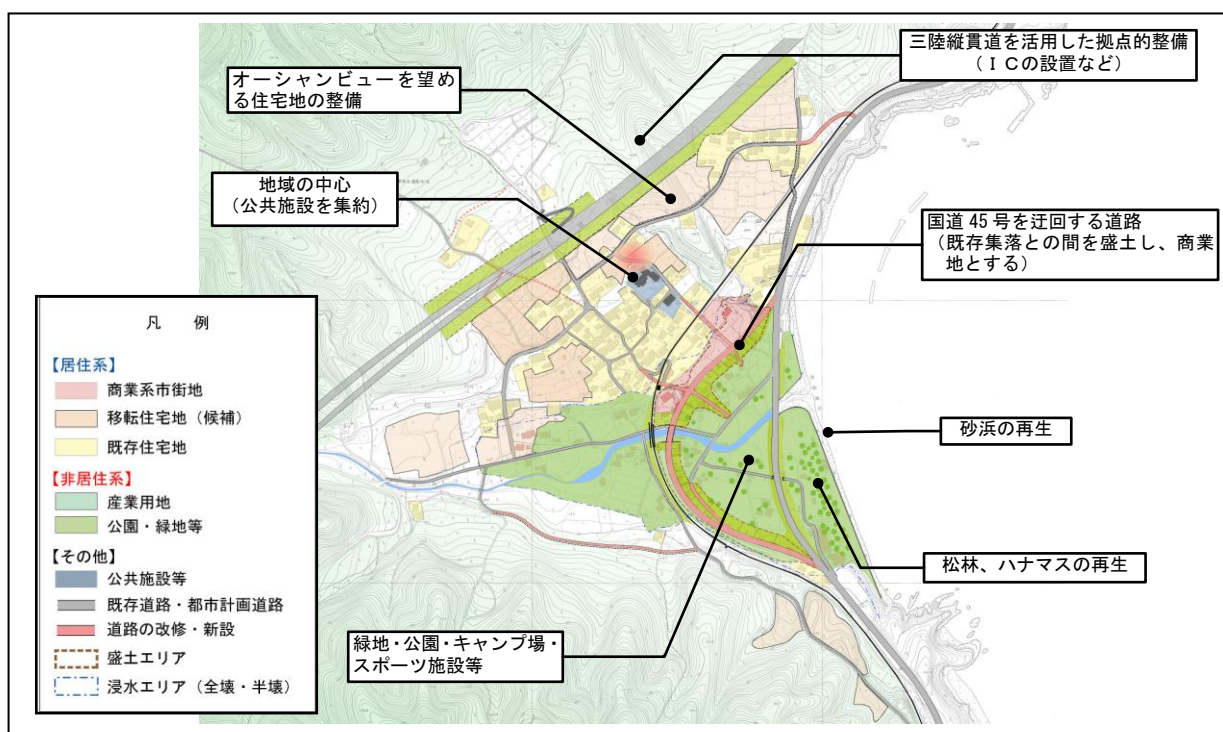 三陸縦貫道を活用した拠点的整備
（ＩＣの設置など）
オーシャンビューを望め
る住宅地の整備
地域の中心
（公共施設を集約）
国道 45 号を迂回する道路
（既存集落との間を盛土し、商業
地とする）
砂浜の再生
松林、ハナマスの再生
緑地・公園・キャンプ場・
スポーツ施設等
凡　例
【居住系】
商業系市街地
移転住宅地（候補）
既存住宅地
【非居住系】
産業用地
公園・緑地等
【その他】
公共施設等
既存道路・都市計画道路
道路の改修・新設
盛土エリア
浸水エリア（全壊・半壊）